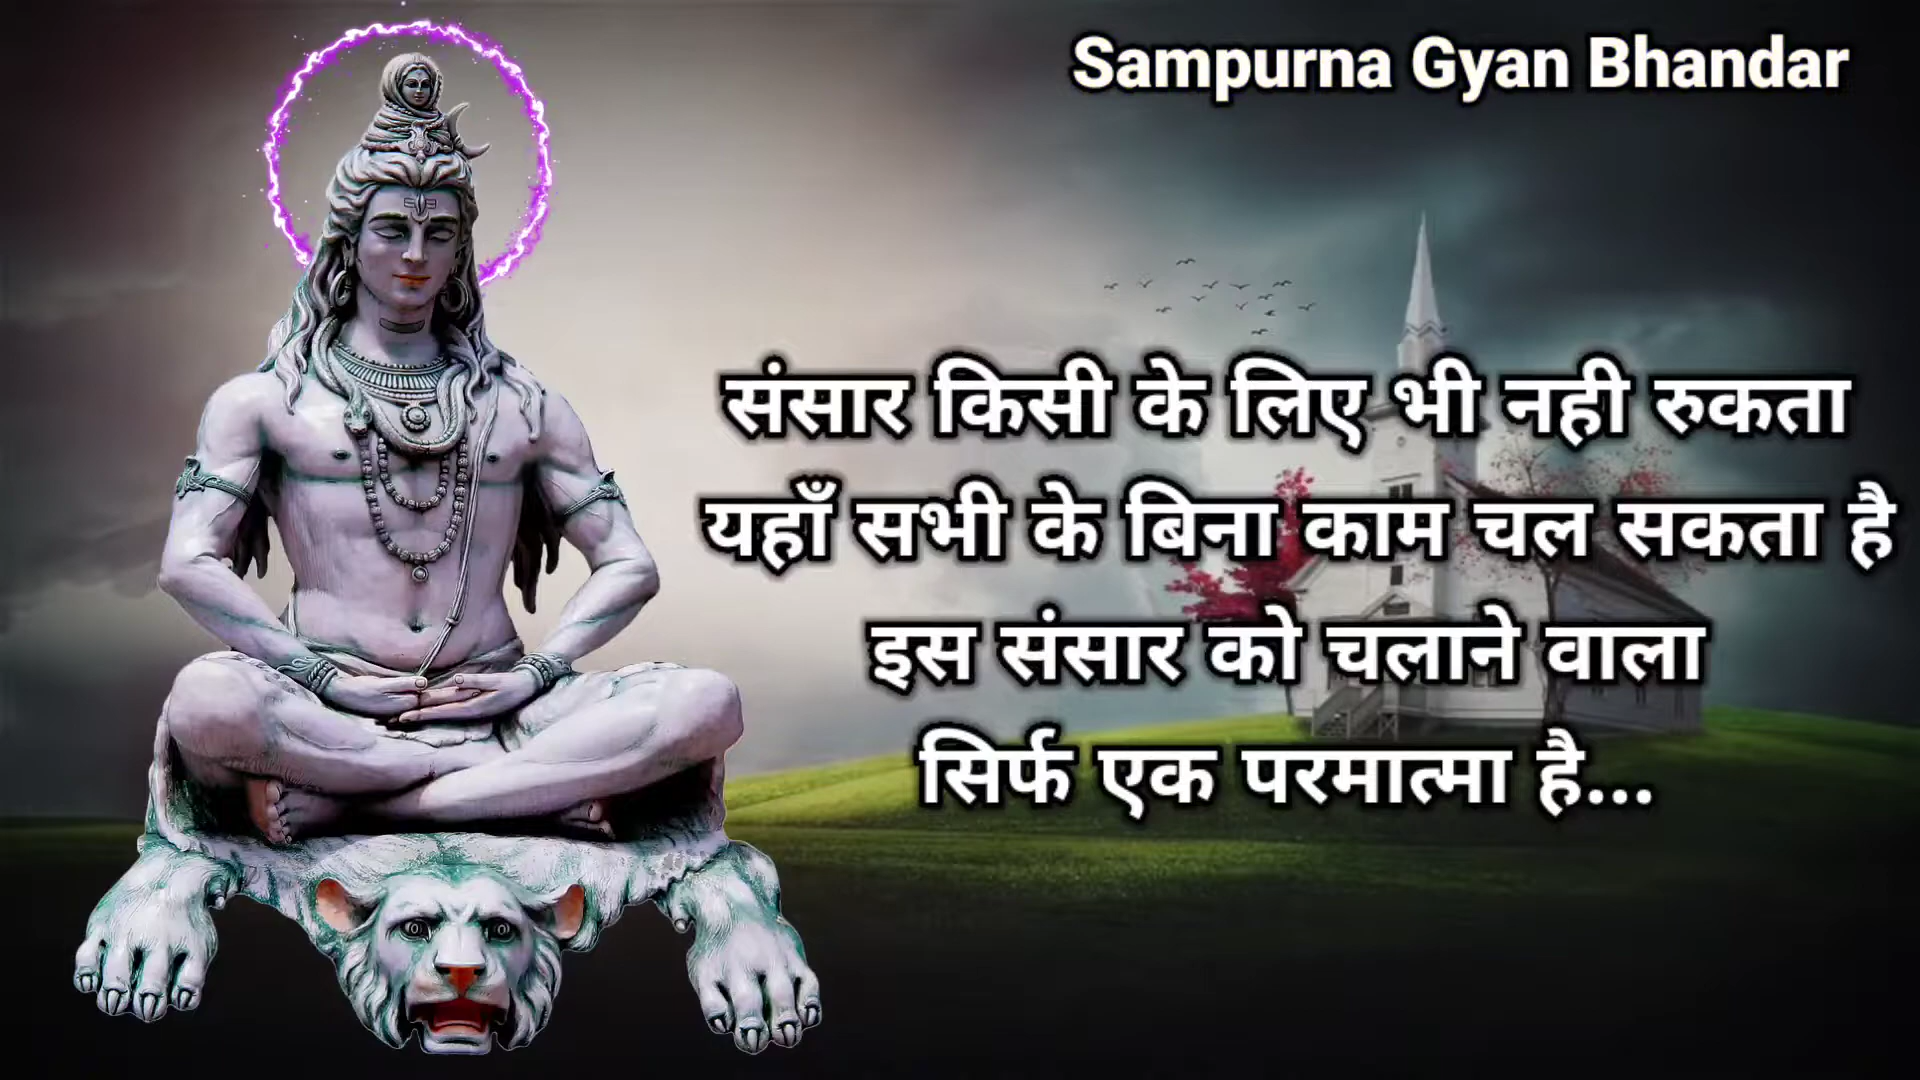 Sampurna Gyan Bhandar
संसार किसी के लिए भी नही रुकता
यहाँ सभी के बिना काम चल सकता है
इस संसार को चलाने वाला
सिर्फ एक परमात्मा है...